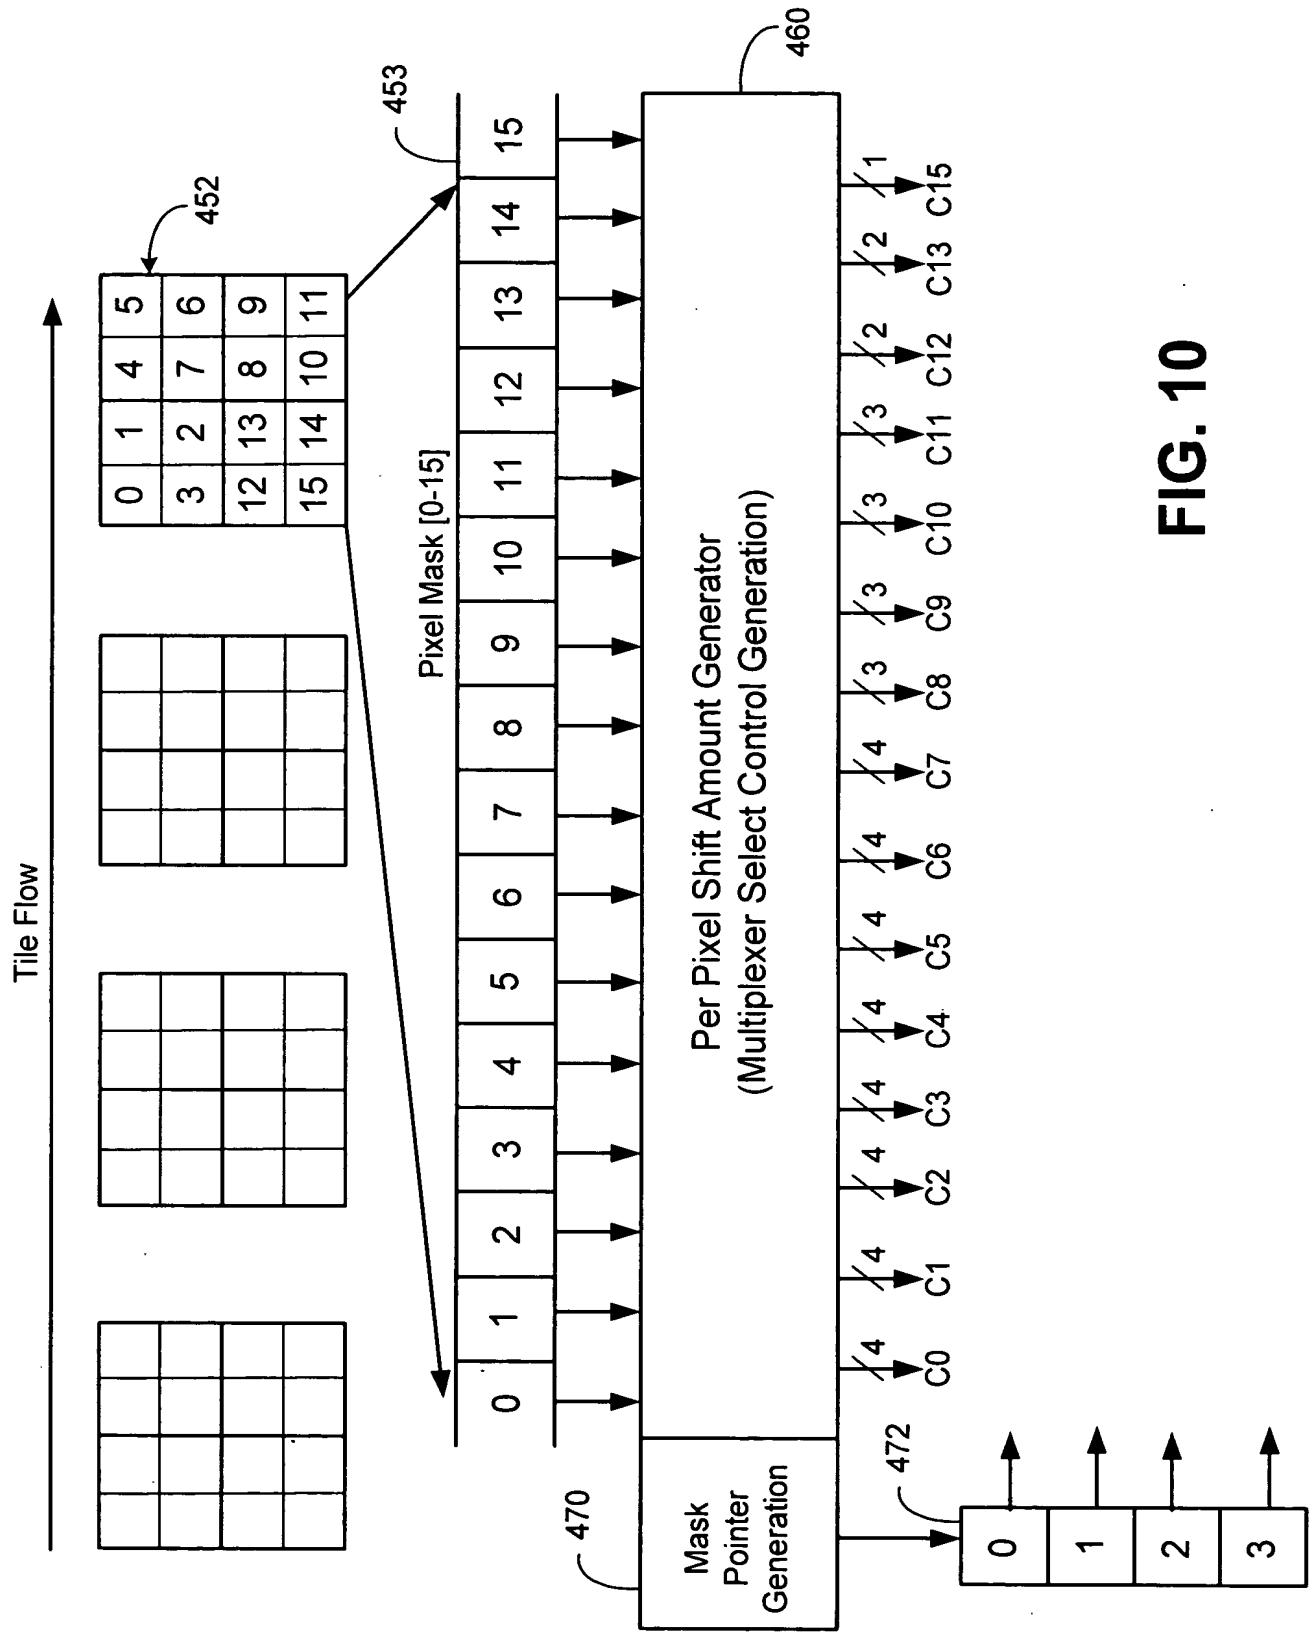 Tile Flow
0 1 4 5
3 2 7 6
12 13 8 9
15 14 10 11
452
Pixel Mask [0-15]
453
0 1 2 3 4 5 6 7 8 9 10 11 12 13 14 15
470
Mask
Pointer
Generation
Per Pixel Shift Amount Generator
(Multiplexer Select Control Generation)
460
4 4 4 4 4 4 4 4 3 3 3 3 2 2 1
C0 C1 C2 C3 C4 C5 C6 C7 C8 C9 C10 C11 C12 C13 C15
472
0
1
2
3
FIG. 10